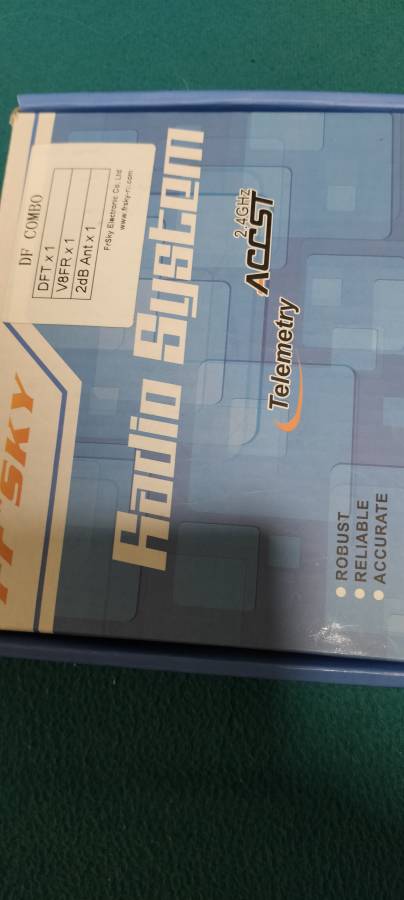 DF COMBO
DFT x 1
V8FR x 1
2dB Ant x 1
FrSky Electronic Co., Ltd
www.frsky-rc.com
FrSKY
Radio System
2.4GHZ
ACCST
Telemetry
ROBUST
RELIABLE
ACCURATE